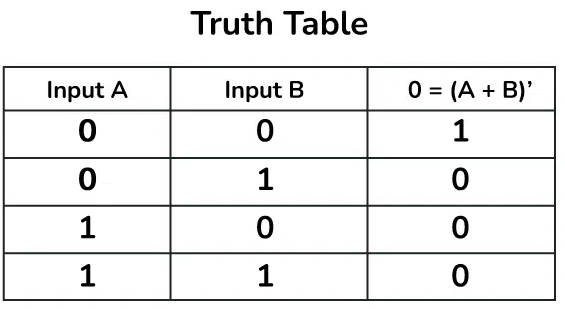 Truth Table
Input A Input B 0 = (A + B)’
0 0 1
0 1 0
1 0 0
1 1 0